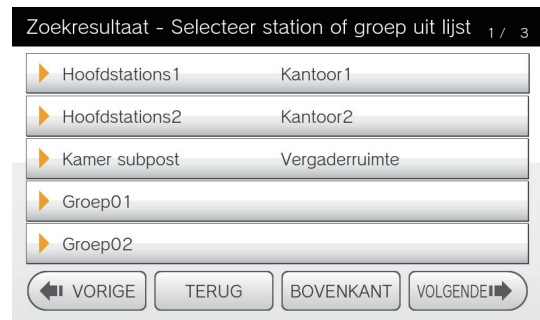 Zoekresultaat - Selecteer station of groep uit lijst 1 / 3
Hoofdstations1 Kantoor1
Hoofdstations2 Kantoor2
Kamer subpost Vergaderruimte
Groep01
Groep02
VORIGE TERUG BOVENKANT VOLGENDE